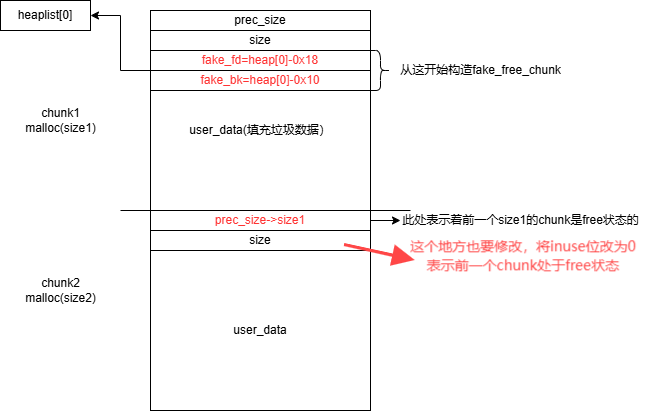 heaplist[0]
prec_size
size
fake_fd=heap[0]-0x18
fake_bk=heap[0]-0x10
从这开始构造fake_free_chunk
chunk1
malloc(size1)
user_data(填充垃圾数据)
prec_size->size1
此处表示着前一个size1的chunk是free状态的
size
这个地方也要修改，将inuse位改为0
表示前一个chunk处于free状态
chunk2
malloc(size2)
user_data